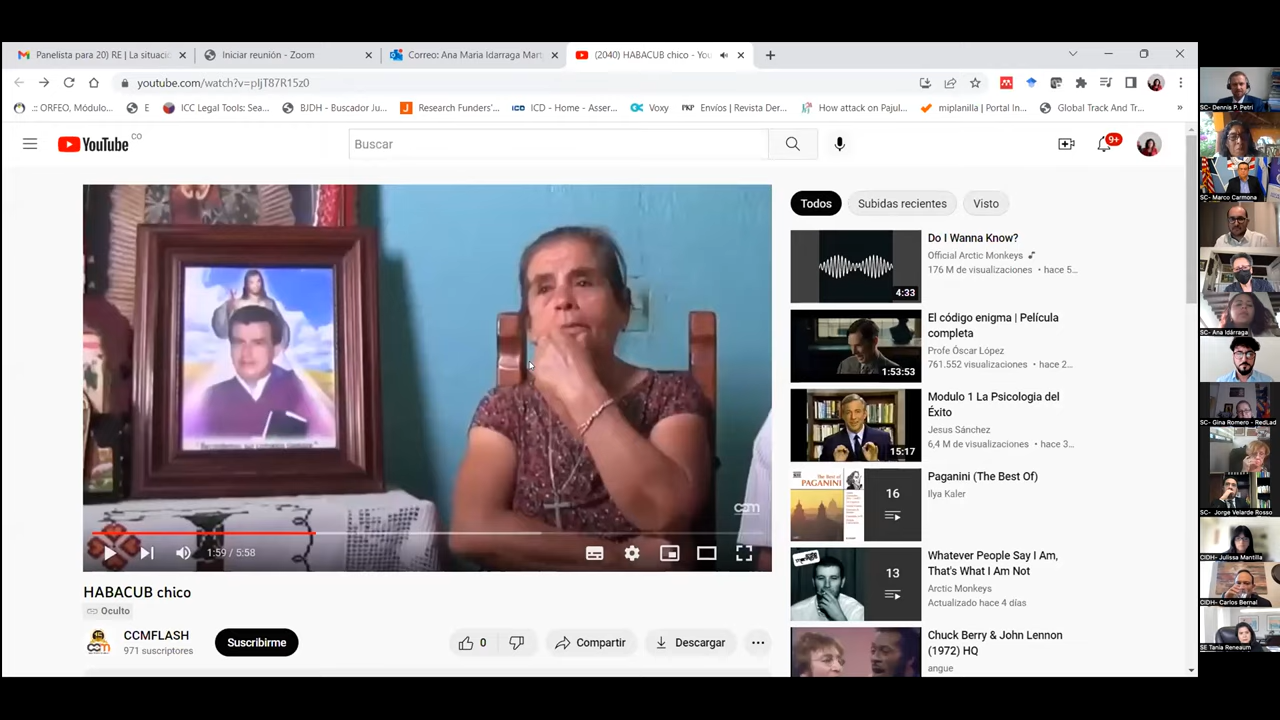 Panelista para 20) RE | La situació
Iniciar reunión - Zoom
Correo: Ana Maria Idarraga Mart
(2040) HABACUB chico - You
youtube.com/watch?v=pIjT87R15z0
.:: ORFEO, Módulo...
E
ICC Legal Tools: Sea...
BJDH - Buscador Ju...
Research Funders'...
ICD - Home - Asser...
Voxy
PKP Envíos | Revista Der...
How attack on Pajul...
miplanilla | Portal In...
Global Track And Tr...
YouTube CO
Buscar
9+
Todos
Subidas recientes
Visto
Do I Wanna Know?
Official Arctic Monkeys
176 M de visualizaciones • hace 5...
4:33
El código enigma | Película
completa
Profe Óscar López
761.552 visualizaciones • hace 2...
1:53:53
Modulo 1 La Psicologia del
Éxito
Jesus Sánchez
6,4 M de visualizaciones • hace 3...
15:17
PAGANINI
Paganini (The Best Of)
Ilya Kaler
16
Whatever People Say I Am,
That's What I Am Not
Arctic Monkeys
Actualizado hace 4 días
13
Chuck Berry & John Lennon
(1972) HQ
angue
ccm
1:59 / 5:58
HABACUB chico
Oculto
CCMFLASH
971 suscriptores
Suscribirme
0
Compartir
Descargar
SC- Dennis P. Petri
SC- Marco Carmona
SC- Ana Idárraga
SC- Gina Romero - RedLad
SC- Jorge Velarde Rosso
CIDH- Julissa Mantilla
CIDH- Carlos Bernal
SE Tania Reneaum